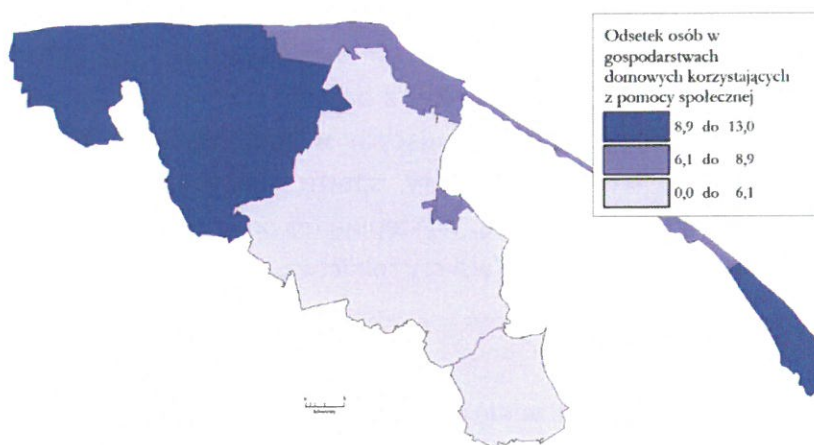 Odsetek osób w
gospodarstwach
domowych korzystających
z pomocy społecznej
8,9 do 13,0
6,1 do 8,9
0,0 do 6,1